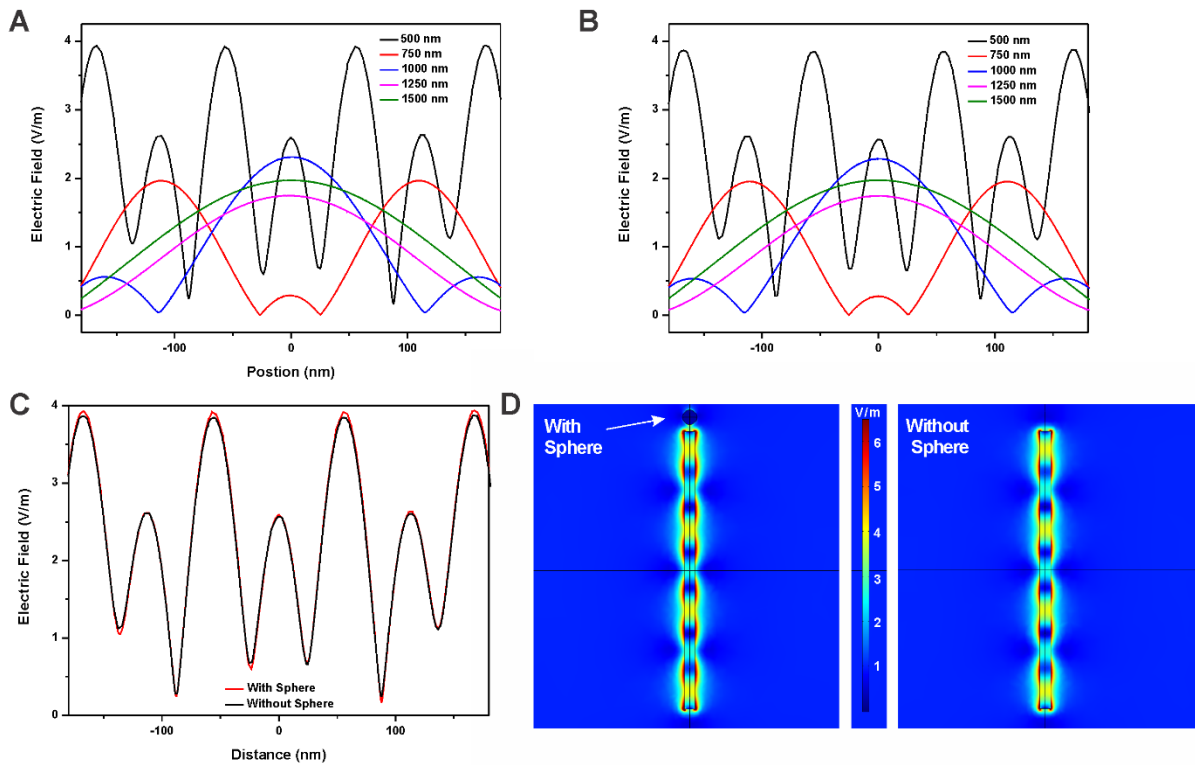 A
Electric Field (V/m)
4
3
2
1
0
-100
0
100
Postion (nm)
500 nm
750 nm
1000 nm
1250 nm
1500 nm
B
Electric Field (V/m)
4
3
2
1
0
-100
0
100
Position (nm)
500 nm
750 nm
1000 nm
1250 nm
1500 nm
C
Electric Field (V/m)
4
3
4
2
1
0
-100
0
100
Distance (nm)
With Sphere
Without Sphere
D
With
Sphere
V/m
6
5
4
3
2
1
Without
Sphere